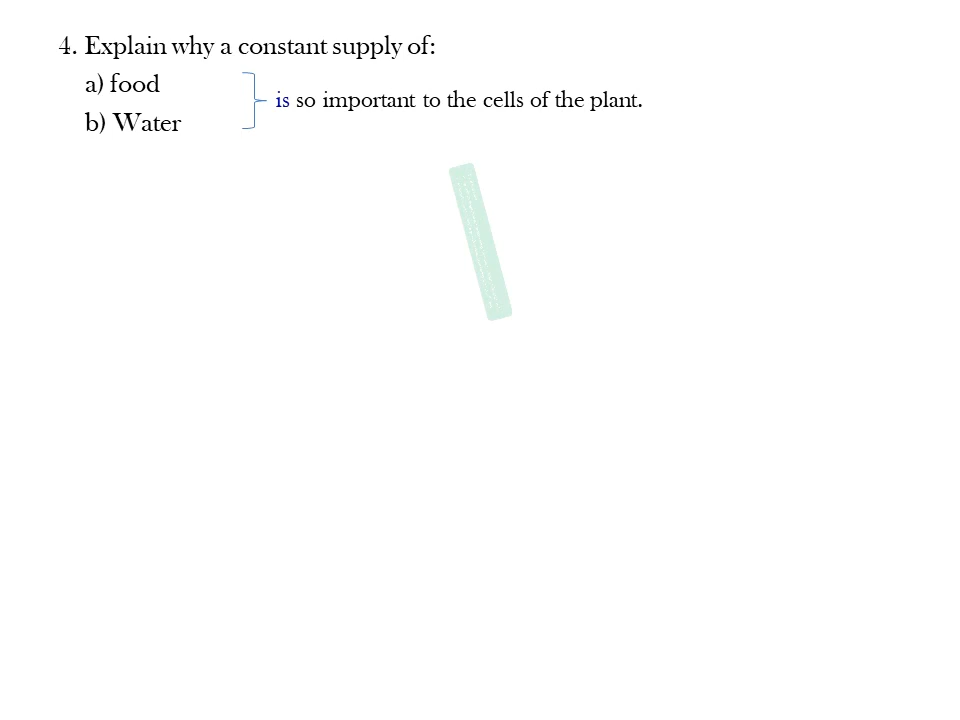 4. Explain why a constant supply of:
a) food
b) Water
is so important to the cells of the plant.